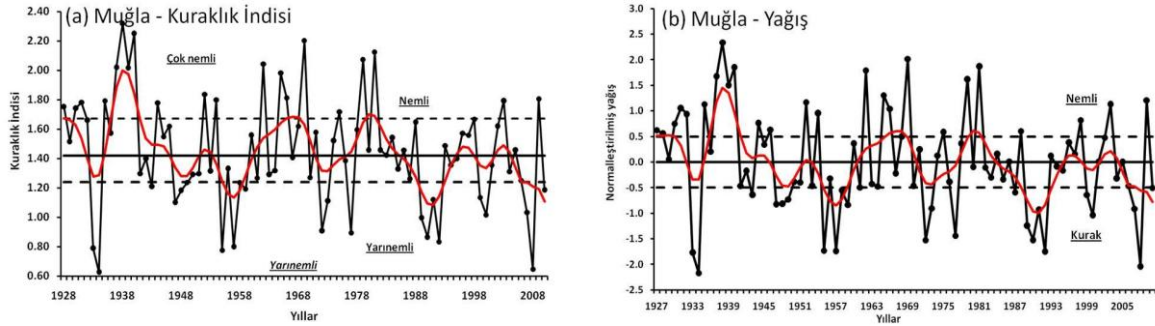 (a) Muğla - Kuraklık İndisi
2.40
2.20
2.00
1.80
1.60
1.40
1.20
1.00
0.80
0.60
Kuraklık İndisi
Çok nemli
Nemli
Yarınemli
Yarınemli
1928 1938 1948 1958 1968 1978 1988 1998 2008
Yıllar
(b) Muğla - Yağış
3.0
2.5
2.0
1.5
1.0
0.5
0.0
-0.5
-1.0
-1.5
-2.0
-2.5
Normalleştirilmiş yağış
Nemli
Kurak
1927 1933 1939 1945 1951 1957 1963 1969 1975 1981 1987 1993 1999 2005
Yıllar